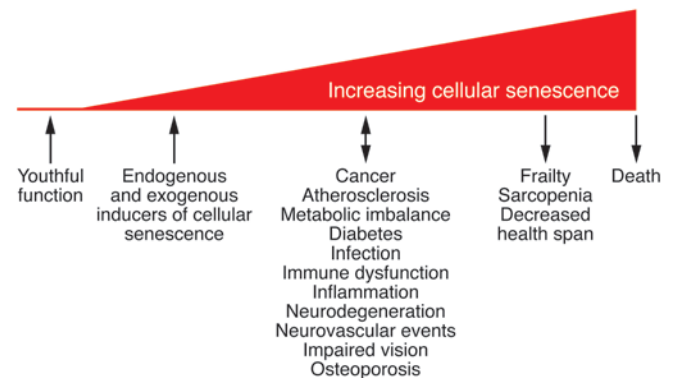 Increasing cellular senescence
Youthful
function
Endogenous
and exogenous
inducers of cellular
senescence
Cancer
Atherosclerosis
Metabolic imbalance
Diabetes
Infection
Immune dysfunction
Inflammation
Neurodegeneration
Neurovascular events
Impaired vision
Osteoporosis
Frailty
Sarcopenia
Decreased
health span
Death